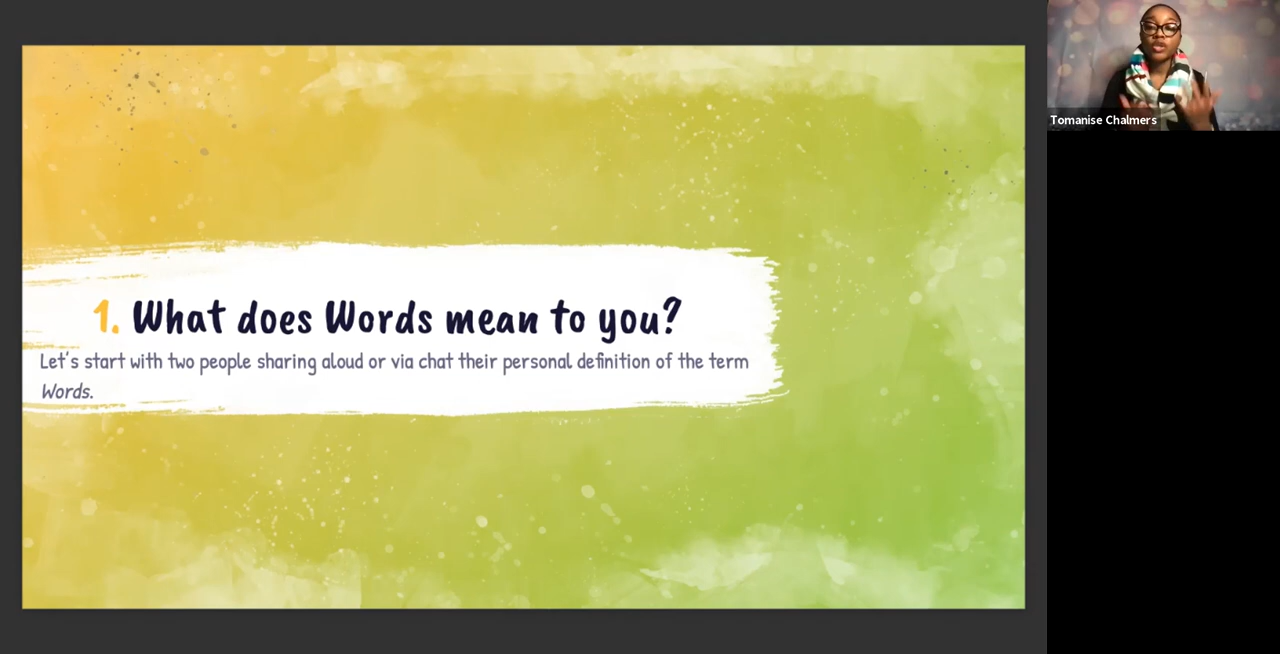 1. What does Words mean to you?
Let's start with two people sharing aloud or via chat their personal definition of the term
Words.
Tomanise Chalmers